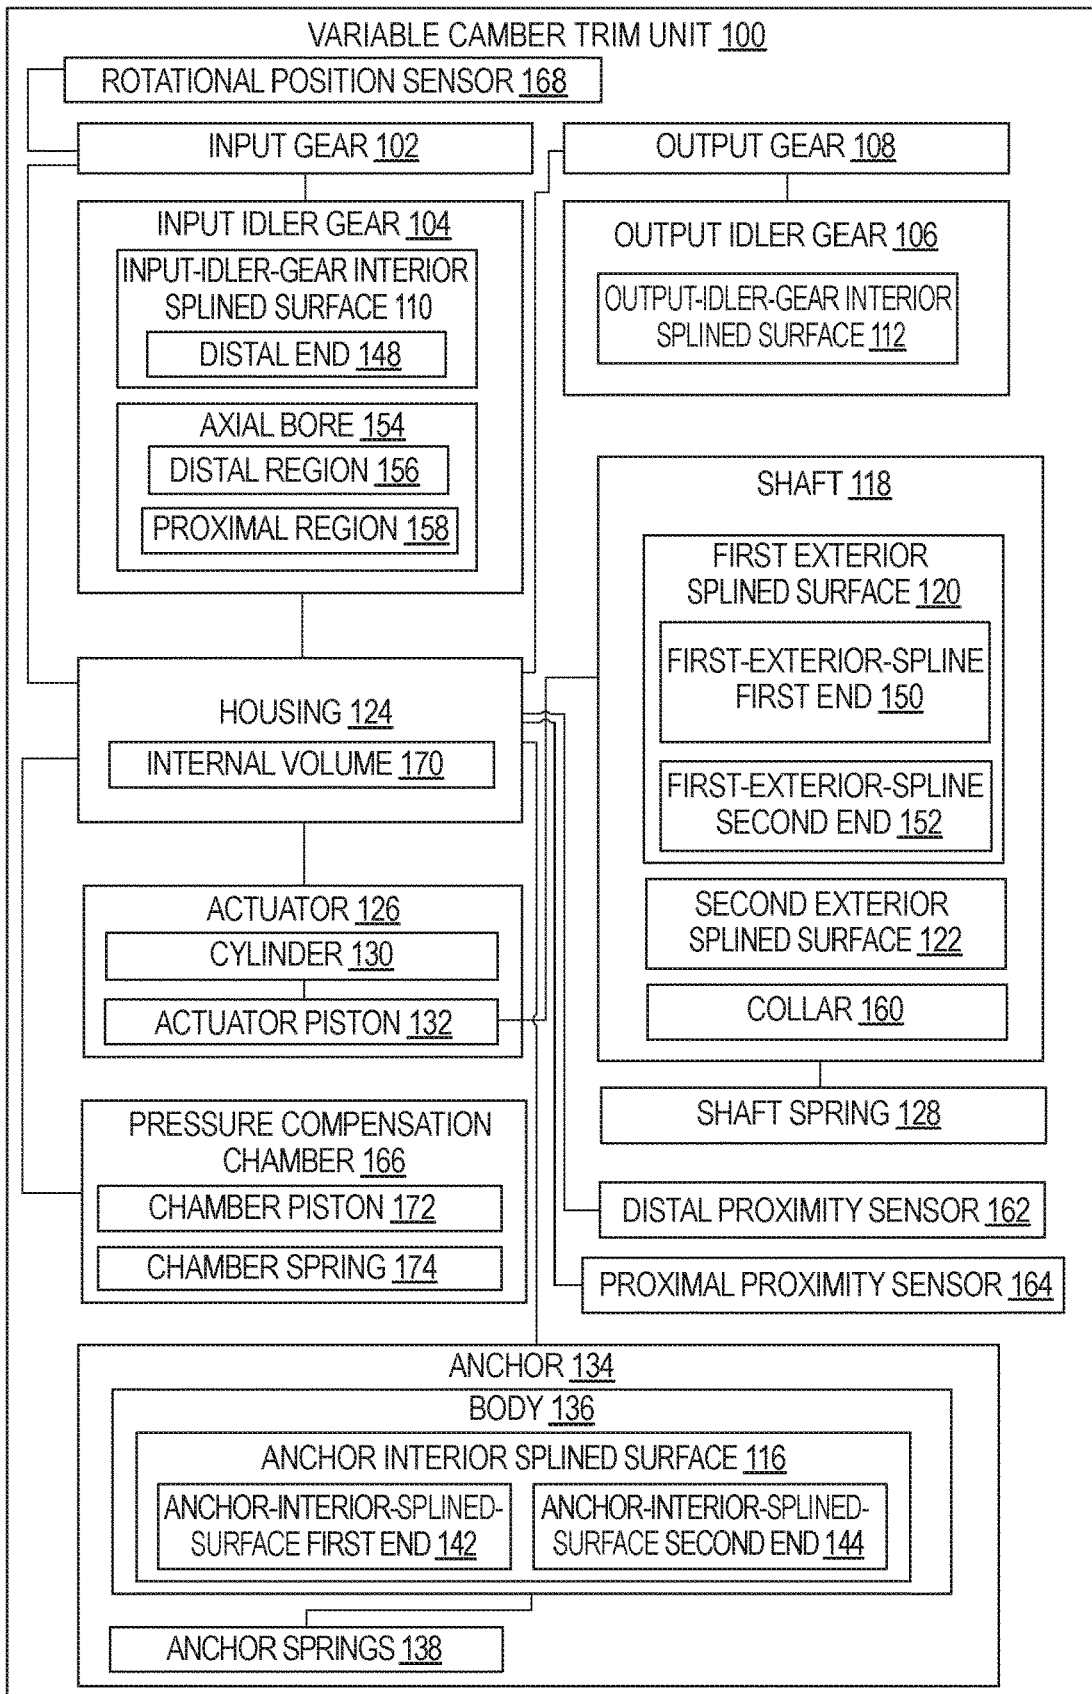 VARIABLE CAMBER TRIM UNIT 100
ROTATIONAL POSITION SENSOR 168
INPUT GEAR 102
OUTPUT GEAR 108
INPUT IDLER GEAR 104
INPUT-IDLER-GEAR INTERIOR
SPLINED SURFACE 110
DISTAL END 148
AXIAL BORE 154
DISTAL REGION 156
PROXIMAL REGION 158
OUTPUT IDLER GEAR 106
OUTPUT-IDLER-GEAR INTERIOR
SPLINED SURFACE 112
SHAFT 118
FIRST EXTERIOR
SPLINED SURFACE 120
FIRST-EXTERIOR-SPLINE
FIRST END 150
FIRST-EXTERIOR-SPLINE
SECOND END 152
SECOND EXTERIOR
SPLINED SURFACE 122
COLLAR 160
HOUSING 124
INTERNAL VOLUME 170
ACTUATOR 126
CYLINDER 130
ACTUATOR PISTON 132
SHAFT SPRING 128
PRESSURE COMPENSATION
CHAMBER 166
CHAMBER PISTON 172
CHAMBER SPRING 174
DISTAL PROXIMITY SENSOR 162
PROXIMAL PROXIMITY SENSOR 164
ANCHOR 134
BODY 136
ANCHOR INTERIOR SPLINED SURFACE 116
ANCHOR-INTERIOR-SPLINED-
SURFACE FIRST END 142
ANCHOR-INTERIOR-SPLINED-
SURFACE SECOND END 144
ANCHOR SPRINGS 138